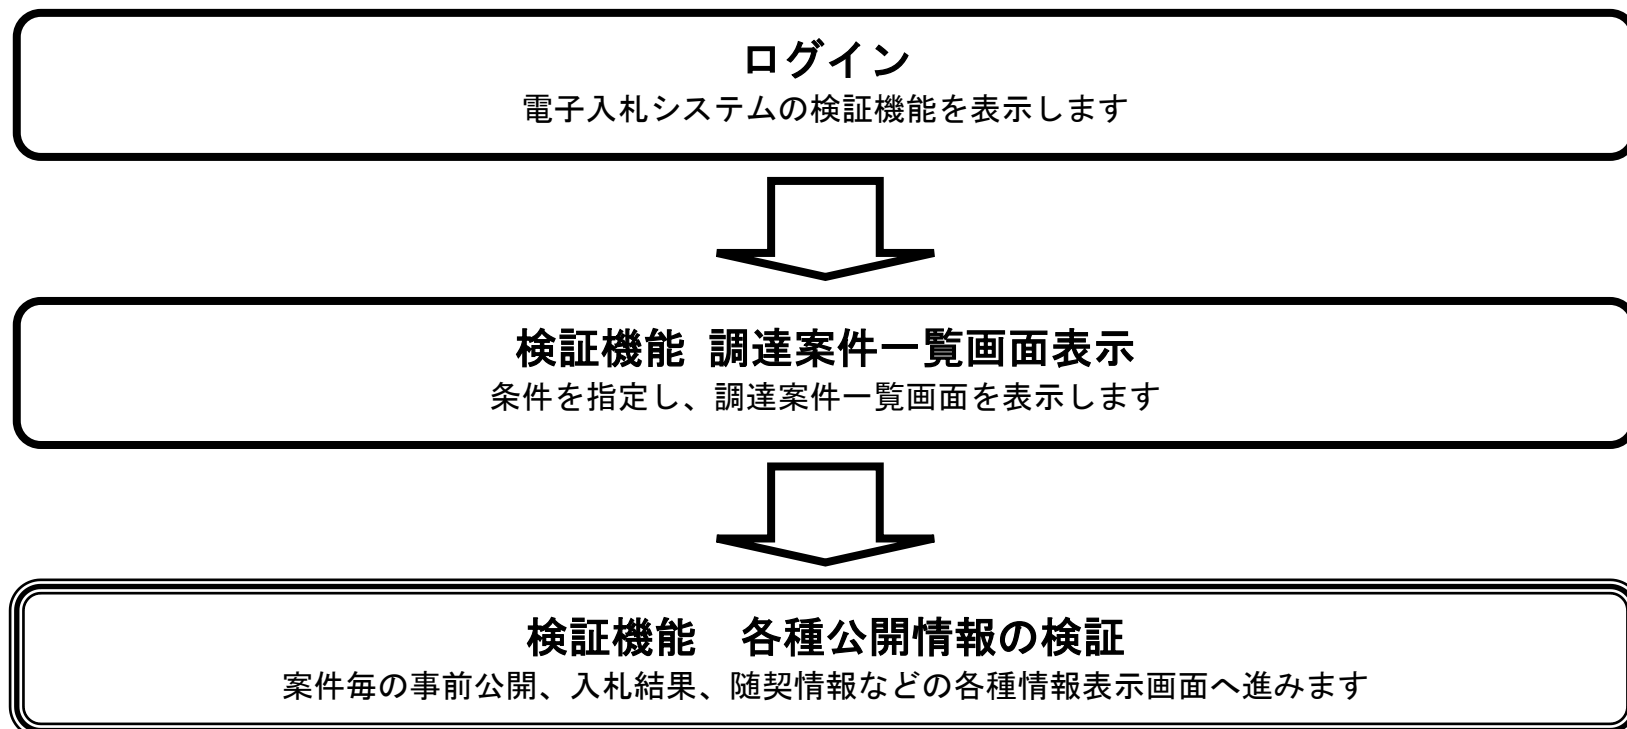 ログイン
電子入札システムの検証機能を表示します
検証機能 調達案件一覧画面表示
条件を指定し、調達案件一覧画面を表示します
検証機能　各種公開情報の検証
案件毎の事前公開、入札結果、随契情報などの各種情報表示画面へ進みます